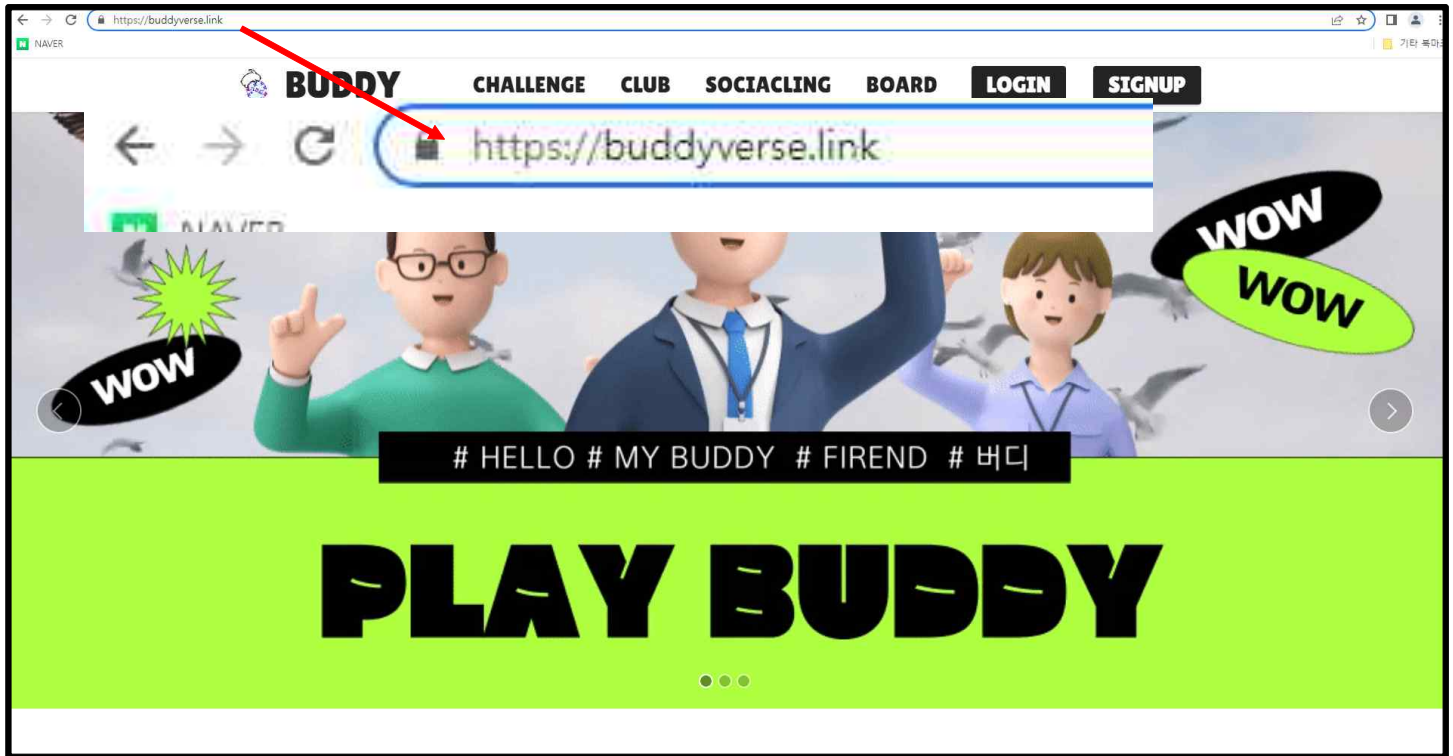 https://buddyverse.link
NAVER
기타 북마크
BUDDY CHALLENGE CLUB SOCIACLING BOARD LOGIN SIGNUP
https://buddyverse.link
NAVER
WOW
WOW
WOW
# HELLO # MY BUDDY # FIREND # 버디
PLAY BUDDY